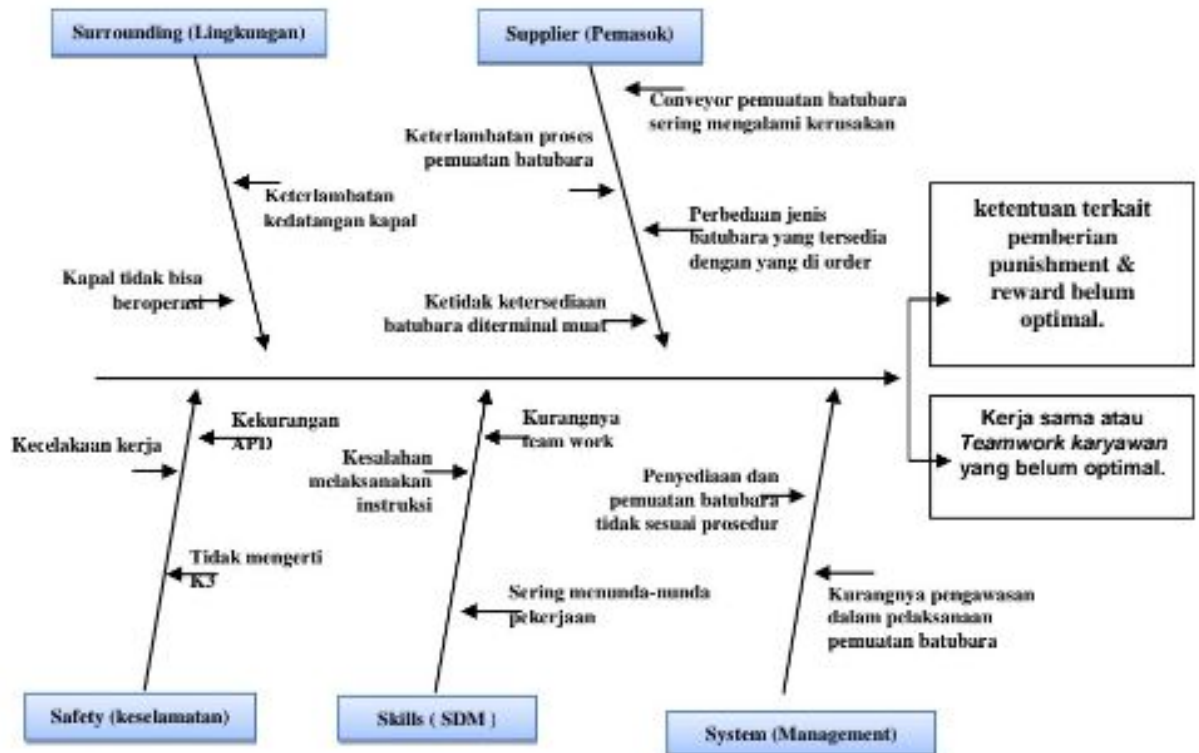 Surrounding (Lingkungan)
Supplier (Pemasok)
Conveyor pemuatan batubara
sering mengalami kerusakan
Keterlambatan proses
pemuatan batubara
Keterlambatan
kedatangan kapal
Perbedaan jenis
batubara yang tersedia
dengan yang di order
Kapal tidak bisa
beroperasi
Ketidak ketersediaan
batubara diterminal muat
ketentuan terkait
pemberian
punishment &
reward belum
optimal.
Kerja sama atau
Teamwork karyawan
yang belum optimal.
Kecelakaan kerja
Kekurangan
APD
Tidak mengerti
K3
Kurangnya
team work
Kesalahan
melaksanakan
instruksi
Sering menunda-nunda
pekerjaan
Penyediaan dan
pemuatan batubara
tidak sesuai prosedur
Kurangnya pengawasan
dalam pelaksanaan
pemuatan batubara
Safety (keselamatan)
Skills ( SDM )
System (Management)